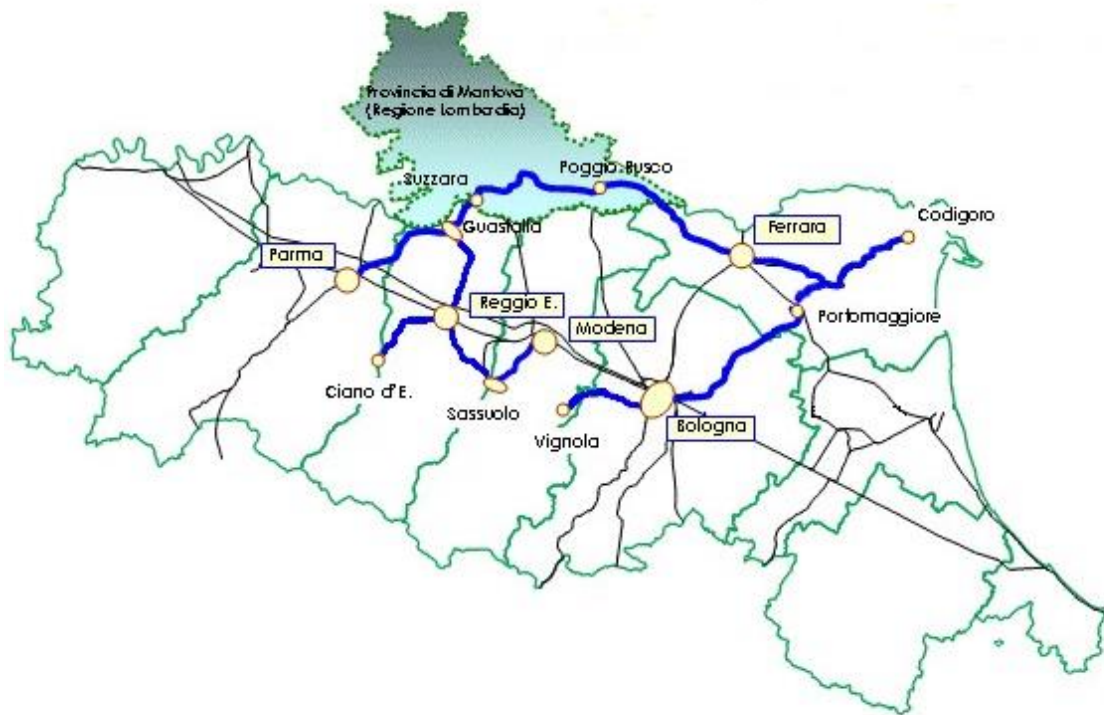 Provincia di Mantova
(Regione Lombardia)
Suzzara
Poggio Rusco
Codigoro
Guastalla
Ferrara
Parma
Reggio E.
Modena
Portomaggiore
Ciano d'E.
Sassuolo
Vignola
Bologna